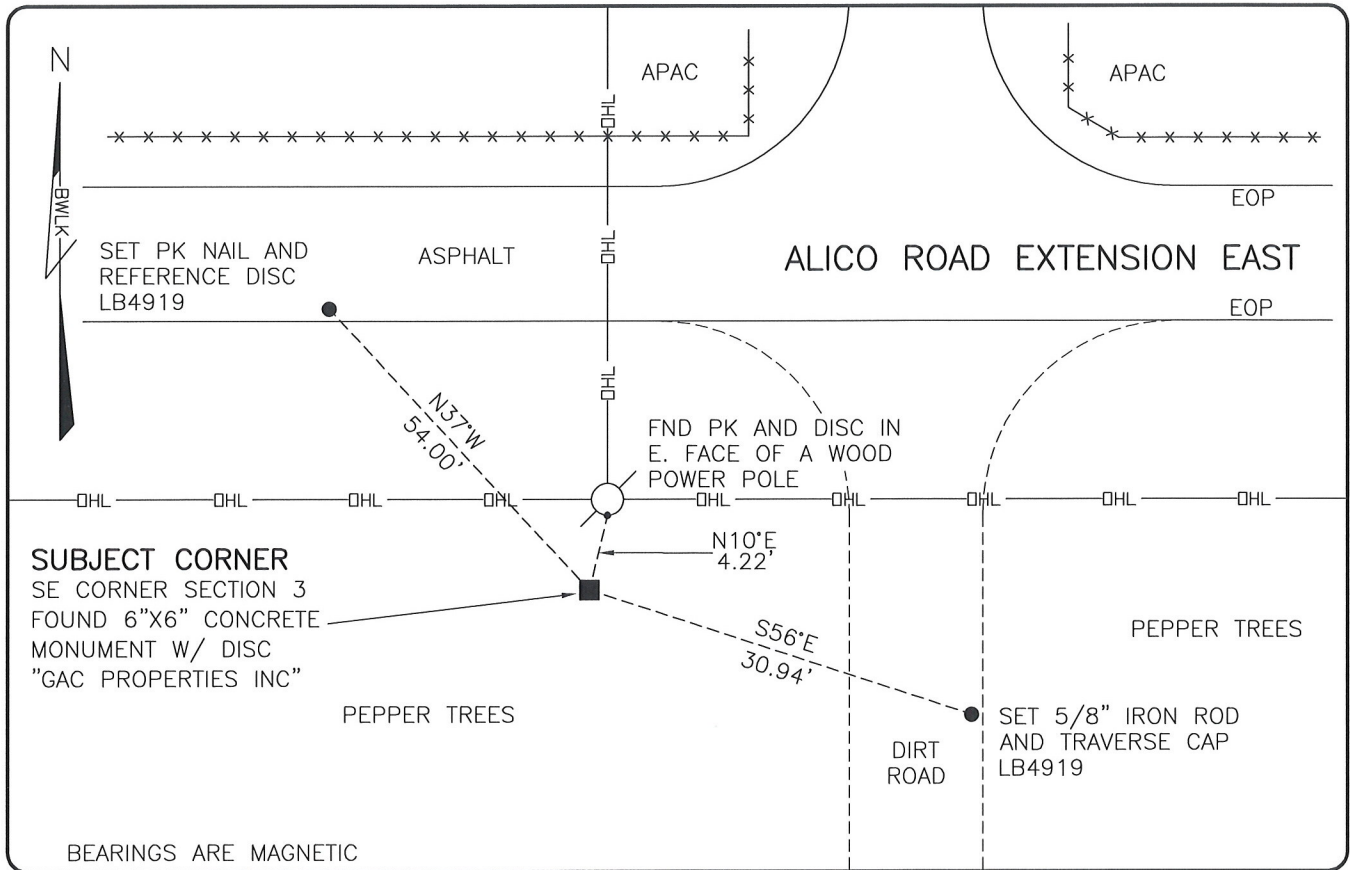 N
APAC
APAC
OHL
BWLK
EOP
SET PK NAIL AND
REFERENCE DISC
LB4919
ASPHALT
OHL
ALICO ROAD EXTENSION EAST
EOP
OHL
N37°W
54.00'
FND PK AND DISC IN
E. FACE OF A WOOD
POWER POLE
OHL OHL OHL OHL OHL OHL OHL OHL OHL
N10°E
4.22'
SUBJECT CORNER
SE CORNER SECTION 3
FOUND 6"X6" CONCRETE
MONUMENT W/ DISC
"GAC PROPERTIES INC"
S56°E
30.94'
PEPPER TREES
PEPPER TREES
SET 5/8" IRON ROD
AND TRAVERSE CAP
LB4919
DIRT
ROAD
BEARINGS ARE MAGNETIC